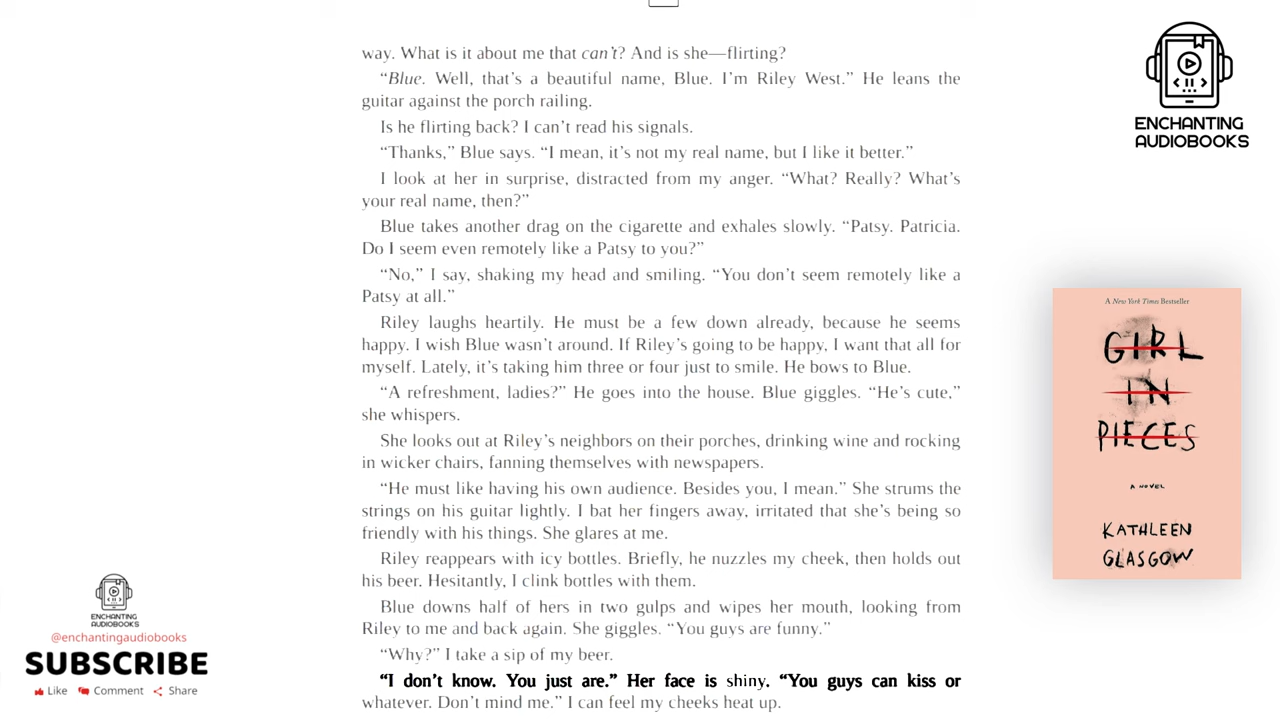 way. What is it about me that can't? And is she—flirting?
“Blue. Well, that’s a beautiful name, Blue. I’m Riley West.” He leans the
guitar against the porch railing.
Is he flirting back? I can’t read his signals.
“Thanks,” Blue says. “I mean, it’s not my real name, but I like it better.”
I look at her in surprise, distracted from my anger. “What? Really? What’s
your real name, then?”
Blue takes another drag on the cigarette and exhales slowly. “Patsy. Patricia.
Do I seem even remotely like a Patsy to you?”
“No,” I say, shaking my head and smiling. “You don’t seem remotely like a
Patsy at all.”
Riley laughs heartily. He must be a few down already, because he seems
happy. I wish Blue wasn’t around. If Riley’s going to be happy, I want that all for
myself. Lately, it’s taking him three or four just to smile. He bows to Blue.
“A refreshment, ladies?” He goes into the house. Blue giggles. “He’s cute,”
she whispers.
She looks out at Riley’s neighbors on their porches, drinking wine and rocking
in wicker chairs, fanning themselves with newspapers.
“He must like having his own audience. Besides you, I mean.” She strums the
strings on his guitar lightly. I bat her fingers away, irritated that she’s being so
friendly with his things. She glares at me.
Riley reappears with icy bottles. Briefly, he nuzzles my cheek, then holds out
his beer. Hesitantly, I clink bottles with them.
Blue downs half of hers in two gulps and wipes her mouth, looking from
Riley to me and back again. She giggles. “You guys are funny.”
“Why?” I take a sip of my beer.
“I don’t know. You just are.” Her face is shiny. “You guys can kiss or
whatever. Don’t mind me.” I can feel my cheeks heat up.
ENCHANTING
AUDIOBOOKS
A New York Times Bestseller
GIRL
IN
PIECES
A NOVEL
KATHLEEN
GLASGOW
ENCHANTING
AUDIOBOOKS
@enchantingaudiobooks
SUBSCRIBE
Like Comment Share